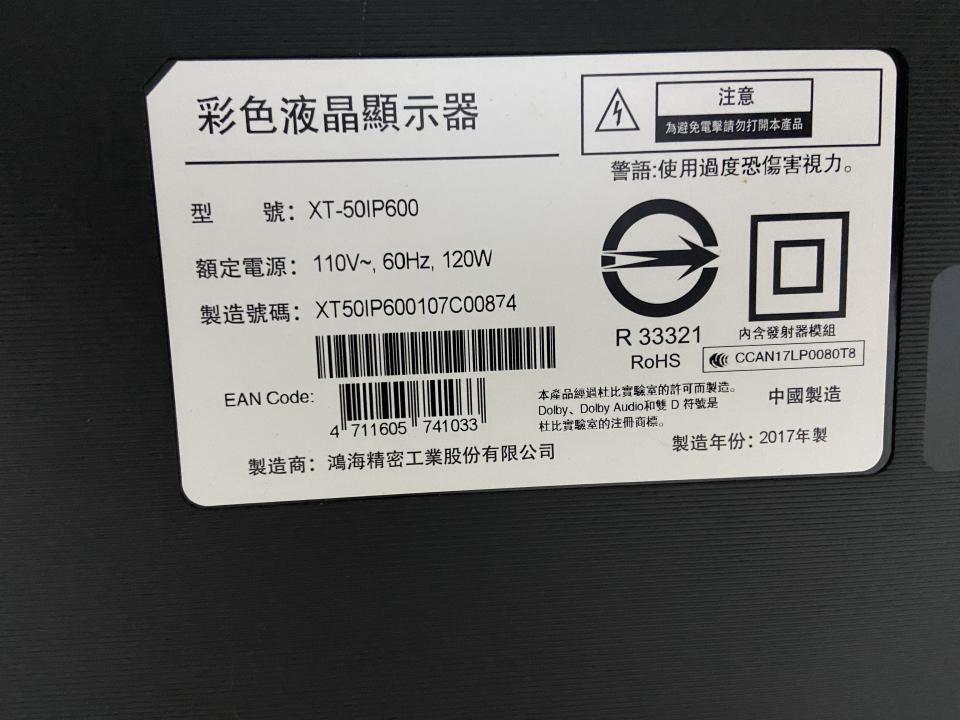 彩色液晶顯示器
注意
為避免電擊請勿打開本產品
警語:使用過度恐傷害視力。
型 號： XT-50IP600
額定電源： 110V~, 60Hz, 120W
製造號碼： XT50IP600107C00874
R 33321
RoHS
內含發射器模組
CCAN17LP0080T8
EAN Code:
4 711605 741033
本產品經過杜比實驗室的許可而製造。
Dolby、Dolby Audio和雙 D 符號是
杜比實驗室的注冊商標。
中國製造
製造年份：2017年製
製造商：鴻海精密工業股份有限公司